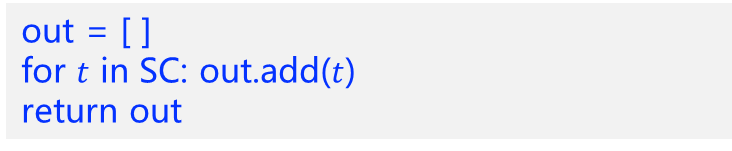 out = [ ]
for t in SC: out.add(t)
return out